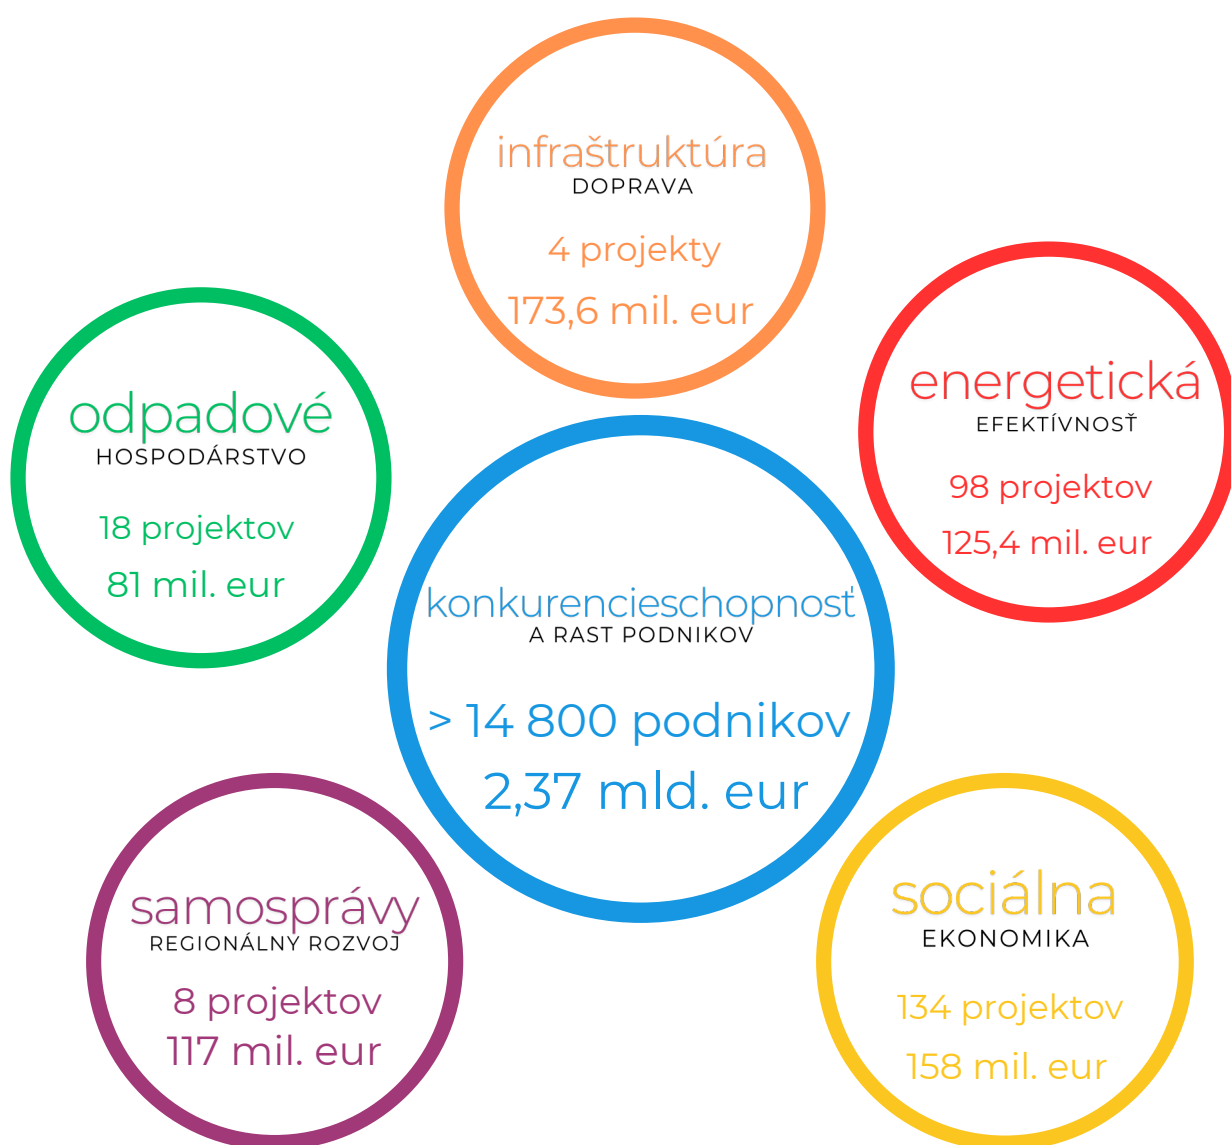 infraštruktúra
DOPRAVA
4 projekty
173,6 mil. eur
energetická
EFEKTÍVNOSŤ
98 projektov
125,4 mil. eur
odpadové
HOSPODÁRSTVO
18 projektov
81 mil. eur
konkurencieschopnosť
A RAST PODNIKOV
> 14 800 podnikov
2,37 mld. eur
samosprávy
REGIONÁLNY ROZVOJ
8 projektov
117 mil. eur
sociálna
EKONOMIKA
134 projektov
158 mil. eur